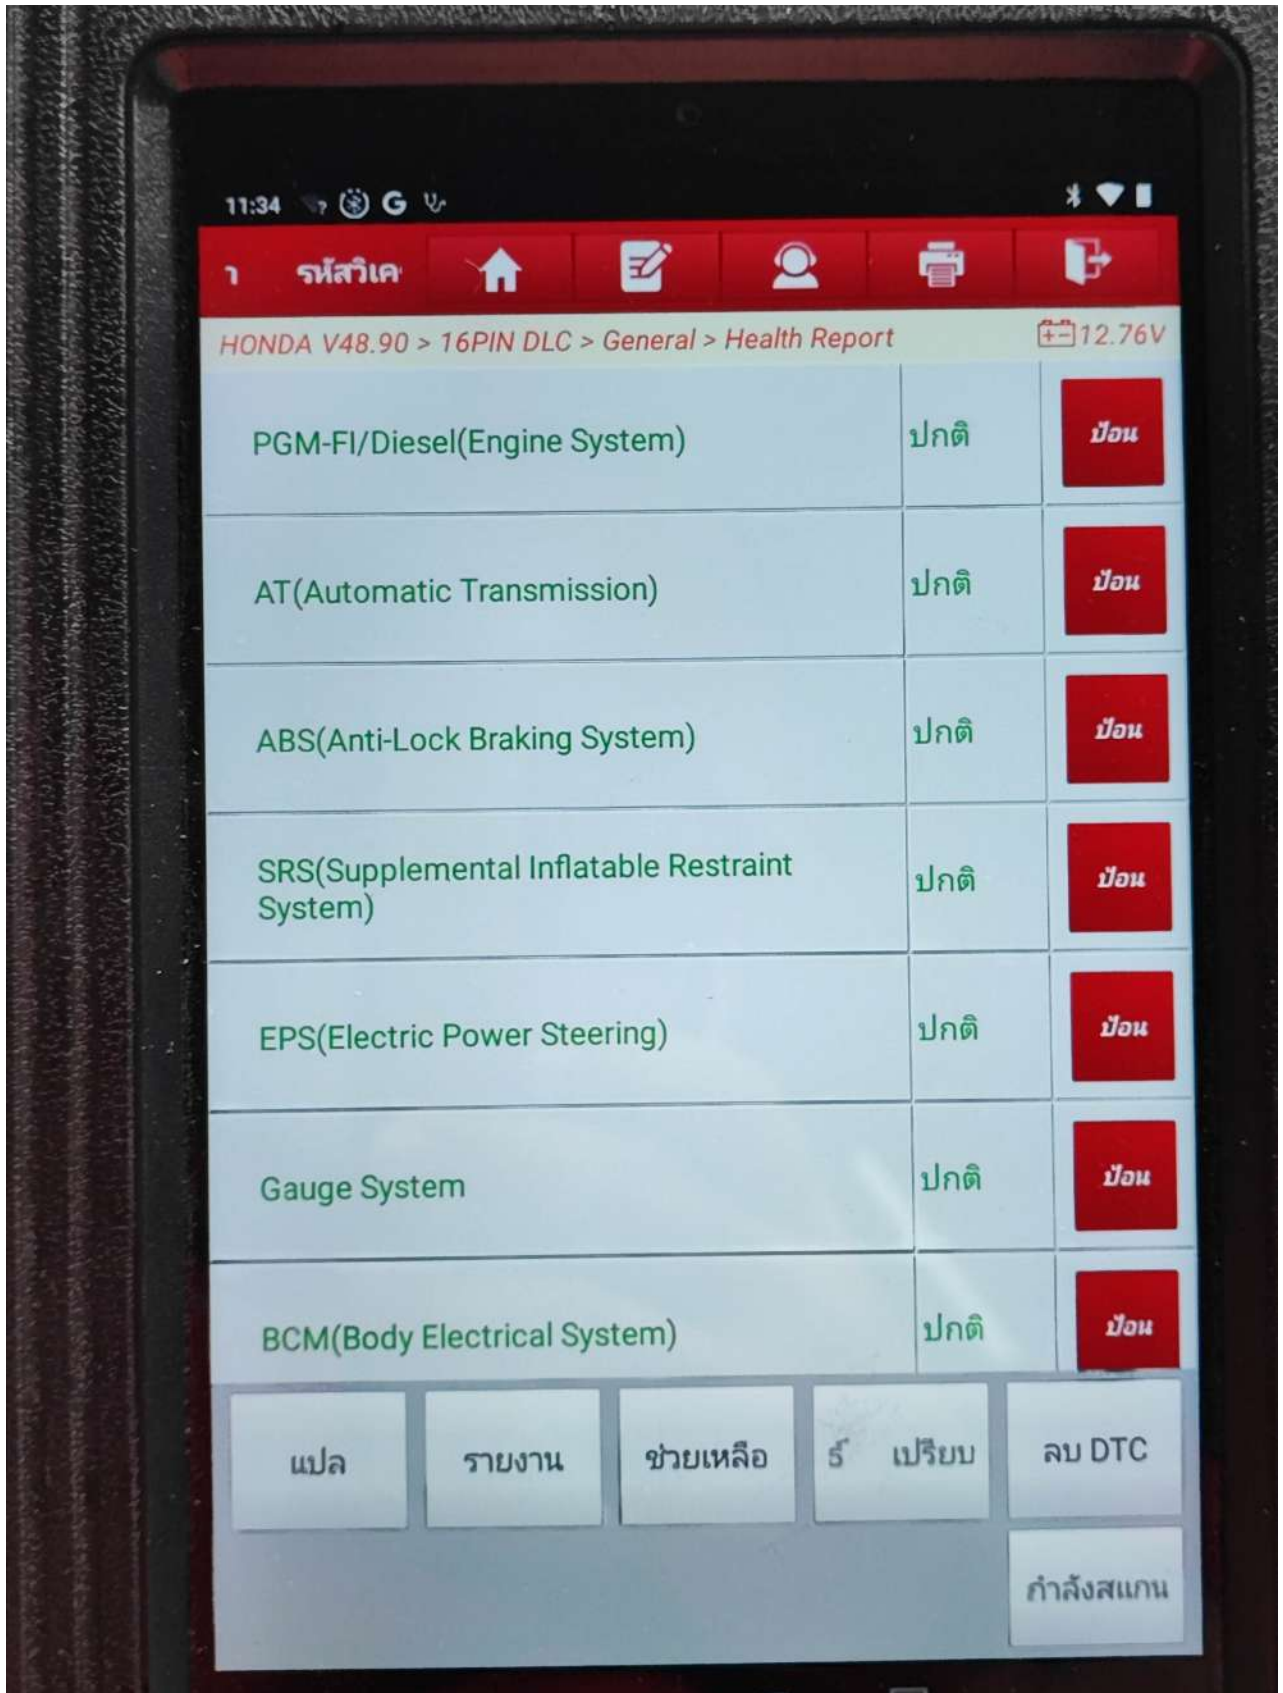 11:34
รหัสวิเค
HONDA V48.90 > 16PIN DLC > General > Health Report
12.76V
PGM-FI/Diesel(Engine System)
ปกติ
ป้อน
AT(Automatic Transmission)
ปกติ
ป้อน
ABS(Anti-Lock Braking System)
ปกติ
ป้อน
SRS(Supplemental Inflatable Restraint
System)
ปกติ
ป้อน
EPS(Electric Power Steering)
ปกติ
ป้อน
Gauge System
ปกติ
ป้อน
BCM(Body Electrical System)
ปกติ
ป้อน
แปล
รายงาน
ช่วยเหลือ
เปรียบ
ลบ DTC
กำลังสแกน